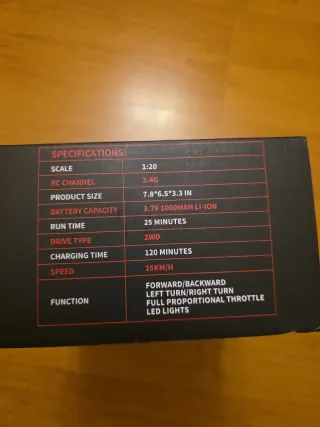 SPECIFICATIONS:
SCALE 1:20
RC CHANNEL 2.4G
PRODUCT SIZE 7.8*6.5*3.3 IN
BATTERY CAPACITY 3.7V 1000MAH LI-ION
RUN TIME 25 MINUTES
DRIVE TYPE 2WD
CHARGING TIME 120 MINUTES
SPEED 25KM/H
FUNCTION FORWARD/BACKWARD
LEFT TURN/RIGHT TURN
FULL PROPORTIONAL THROTTLE
LED LIGHTS